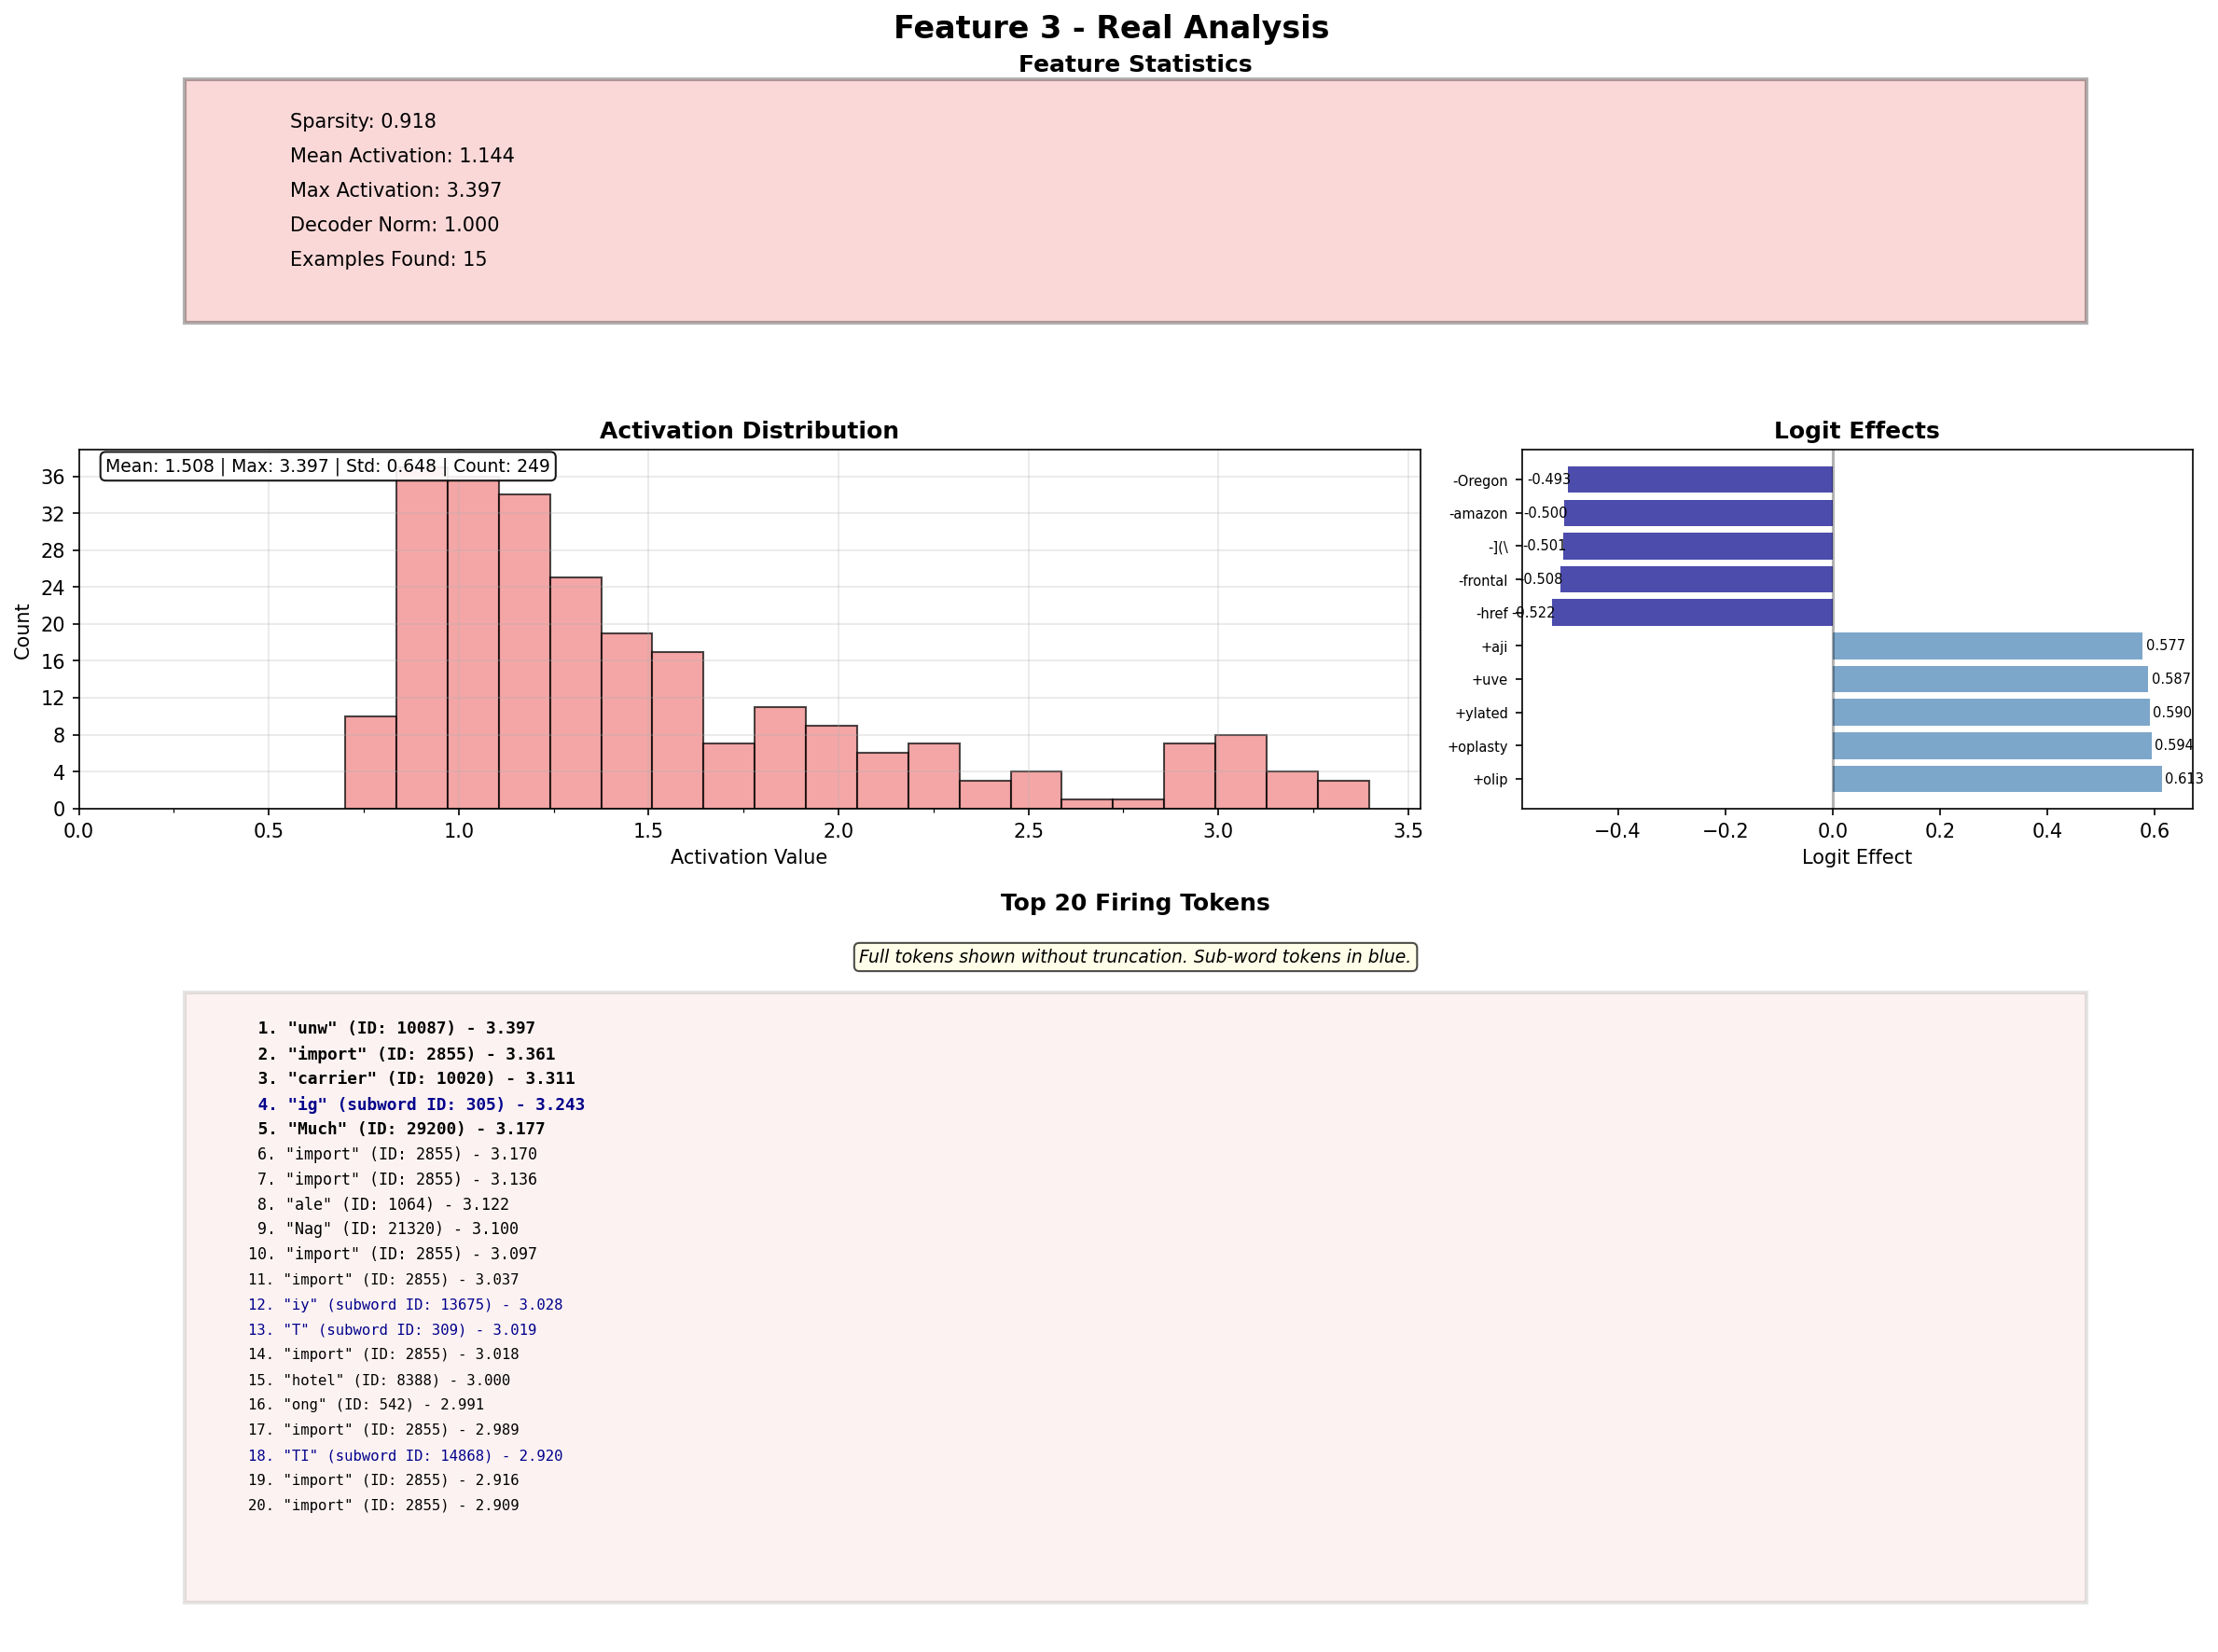 Feature 3 - Real Analysis
Feature Statistics
Sparsity: 0.918
Mean Activation: 1.144
Max Activation: 3.397
Decoder Norm: 1.000
Examples Found: 15
Activation Distribution
Mean: 1.508 | Max: 3.397 | Std: 0.648 | Count: 249
Count
36
32
28
24
20
16
12
8
4
0
0.0 0.5 1.0 1.5 2.0 2.5 3.0 3.5
Activation Value
Logit Effects
-Oregon -0.493
-amazon -0.500
-](\ -0.501
-frontal -0.508
-href -0.522
+aji 0.577
+uve 0.587
+ylated 0.590
+oplasty 0.594
+olip 0.613
−0.4 −0.2 0.0 0.2 0.4 0.6
Logit Effect
Top 20 Firing Tokens
Full tokens shown without truncation. Sub-word tokens in blue.
1. "unw" (ID: 10087) - 3.397
2. "import" (ID: 2855) - 3.361
3. "carrier" (ID: 10020) - 3.311
4. "ig" (subword ID: 305) - 3.243
5. "Much" (ID: 29200) - 3.177
6. "import" (ID: 2855) - 3.170
7. "import" (ID: 2855) - 3.136
8. "ale" (ID: 1064) - 3.122
9. "Nag" (ID: 21320) - 3.100
10. "import" (ID: 2855) - 3.097
11. "import" (ID: 2855) - 3.037
12. "iy" (subword ID: 13675) - 3.028
13. "T" (subword ID: 309) - 3.019
14. "import" (ID: 2855) - 3.018
15. "hotel" (ID: 8388) - 3.000
16. "ong" (ID: 542) - 2.991
17. "import" (ID: 2855) - 2.989
18. "TI" (subword ID: 14868) - 2.920
19. "import" (ID: 2855) - 2.916
20. "import" (ID: 2855) - 2.909